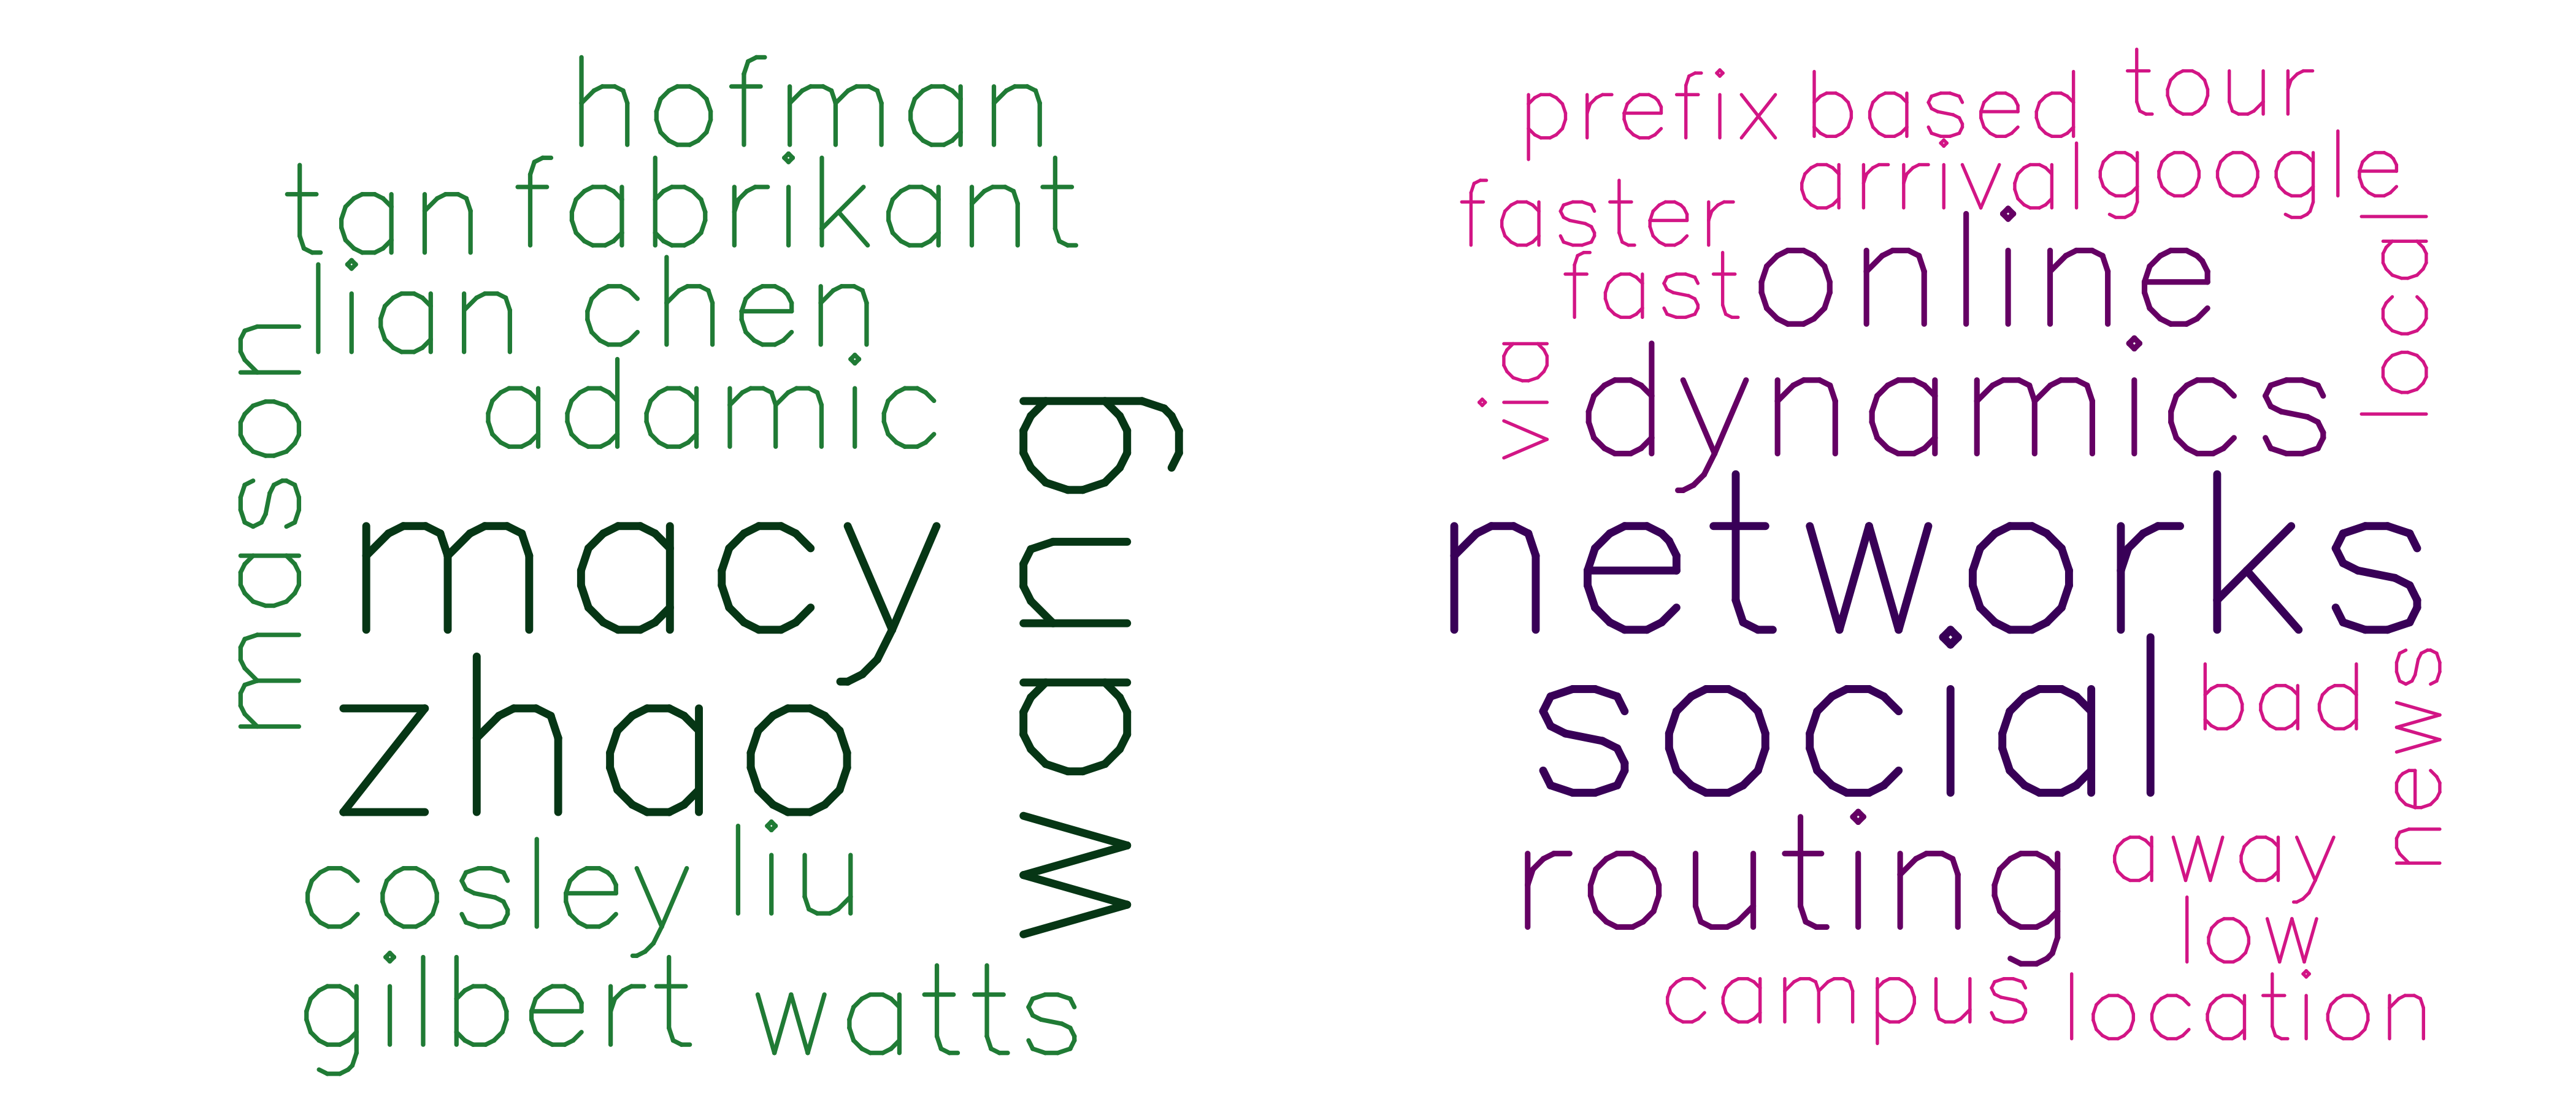 hofman
tan fabrikant
lian chen
mason
adamic
wang
macy
zhao
cosley liu
gilbert watts
prefix based tour
arrival google
faster
local
fast online
via
dynamics
networks
social
bad
news
routing
away
low
campus location